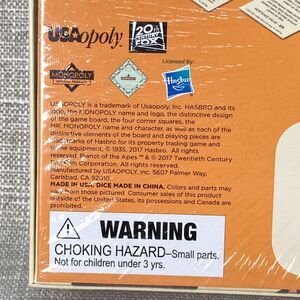 USAopoly
20TH CENTURY FOX
Licensed By:
MONOPOLY
Hasbro
USAOPOLY is a trademark of Usaopoly, Inc. HASBRO and its
logo, the MONOPOLY name and logo, the distinctive design
of the game board, the four corner squares, the
MR. MONOPOLY name and character, as well as each of the
distinctive elements of the board and playing pieces are
trademarks of Hasbro for its property trading game and
game equipment. © 1935, 2017 Hasbro. All rights
reserved. Planet of the Apes ™ & © 2017 Twentieth Century
Fox Film Corporation. All rights reserved.
Manufactured by USAOPOLY, INC. 5607 Palmer Way,
Carlsbad, CA 92010.
MADE IN USA. DICE MADE IN CHINA. Colors and parts may
vary from those pictured. Consumer sales of this product
outside of the United States, its possessions and Canada are
prohibited.
WARNING
CHOKING HAZARD–Small parts.
Not for children under 3 yrs.